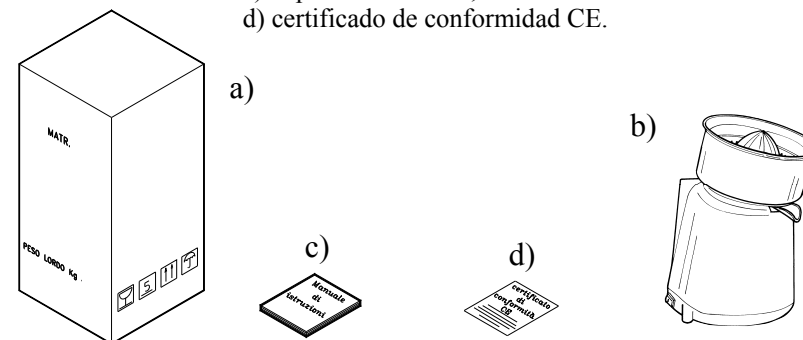 d) certificado de conformidad CE.
a)
MATR.
PESO LORDO Kg.
b)
c)
Manuale
di
istruzioni
d)
certificato
di
conformità
CE